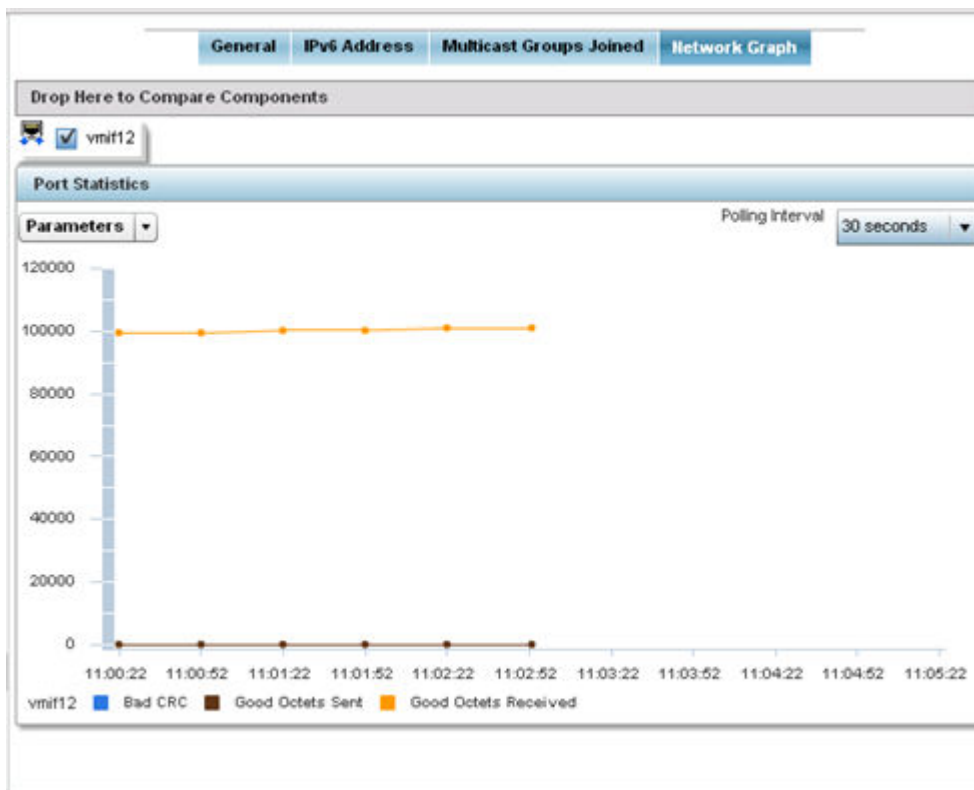 General IPv6 Address Multicast Groups Joined Network Graph
Drop Here to Compare Components
vmif12
Port Statistics
Parameters Polling Interval 30 seconds
120000
100000
80000
60000
40000
20000
0
11:00:22 11:00:52 11:01:22 11:01:52 11:02:22 11:02:52 11:03:22 11:03:52 11:04:22 11:04:52 11:05:22
vmif12 Bad CRC Good Octets Sent Good Octets Received